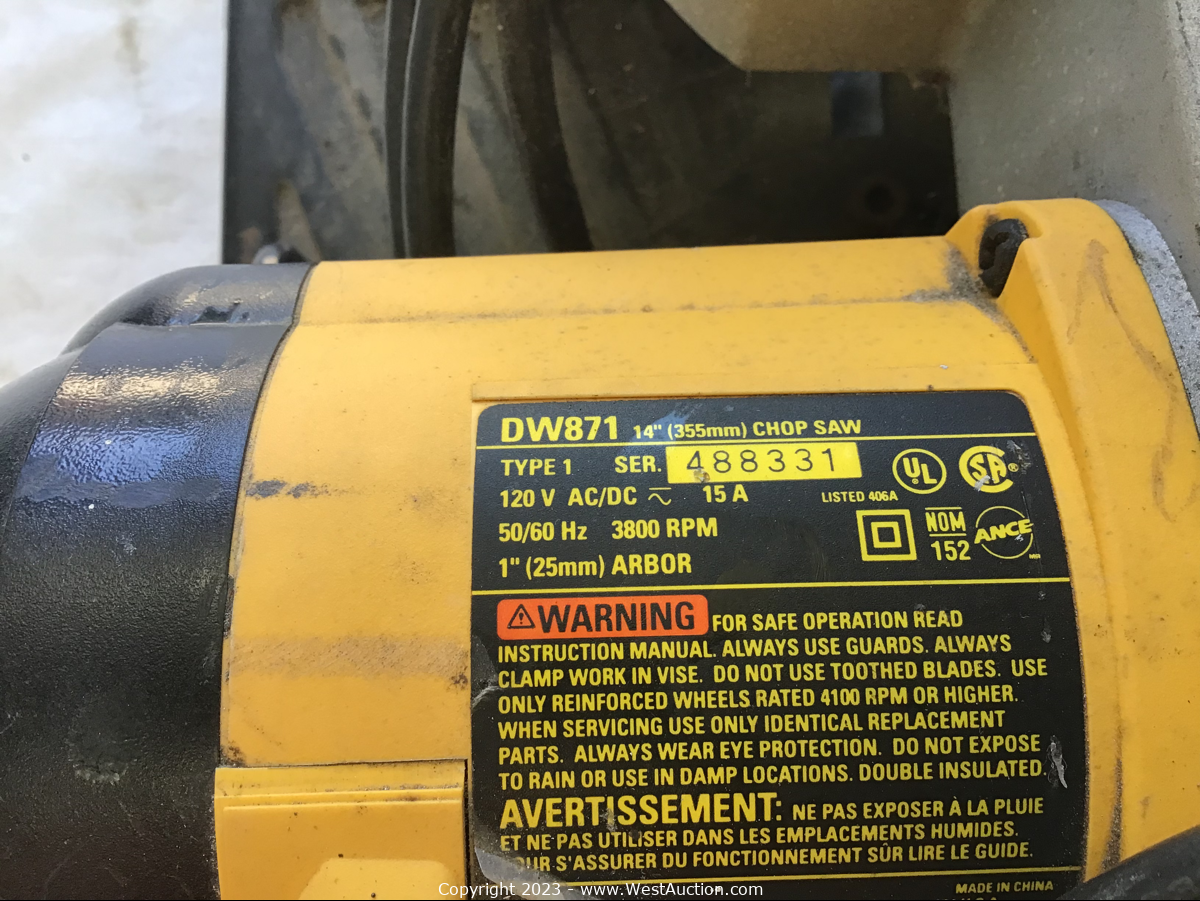 DW871 14" (355mm) CHOP SAW
TYPE 1 SER. 488331
120 V AC/DC 15 A LISTED 406A
UL SA ®
50/60 Hz 3800 RPM
NOM 152 ANCE MR
1" (25mm) ARBOR
WARNING FOR SAFE OPERATION READ
INSTRUCTION MANUAL. ALWAYS USE GUARDS. ALWAYS
CLAMP WORK IN VISE. DO NOT USE TOOTHED BLADES. USE
ONLY REINFORCED WHEELS RATED 4100 RPM OR HIGHER.
WHEN SERVICING USE ONLY IDENTICAL REPLACEMENT
PARTS. ALWAYS WEAR EYE PROTECTION. DO NOT EXPOSE
TO RAIN OR USE IN DAMP LOCATIONS. DOUBLE INSULATED.
AVERTISSEMENT: NE PAS EXPOSER À LA PLUIE
ET NE PAS UTILISER DANS LES EMPLACEMENTS HUMIDES.
S'ASSURER DU FONCTIONNEMENT SÛR LIRE LE GUIDE.
MADE IN CHINA
Copyright 2023 - www.WestAuction.com